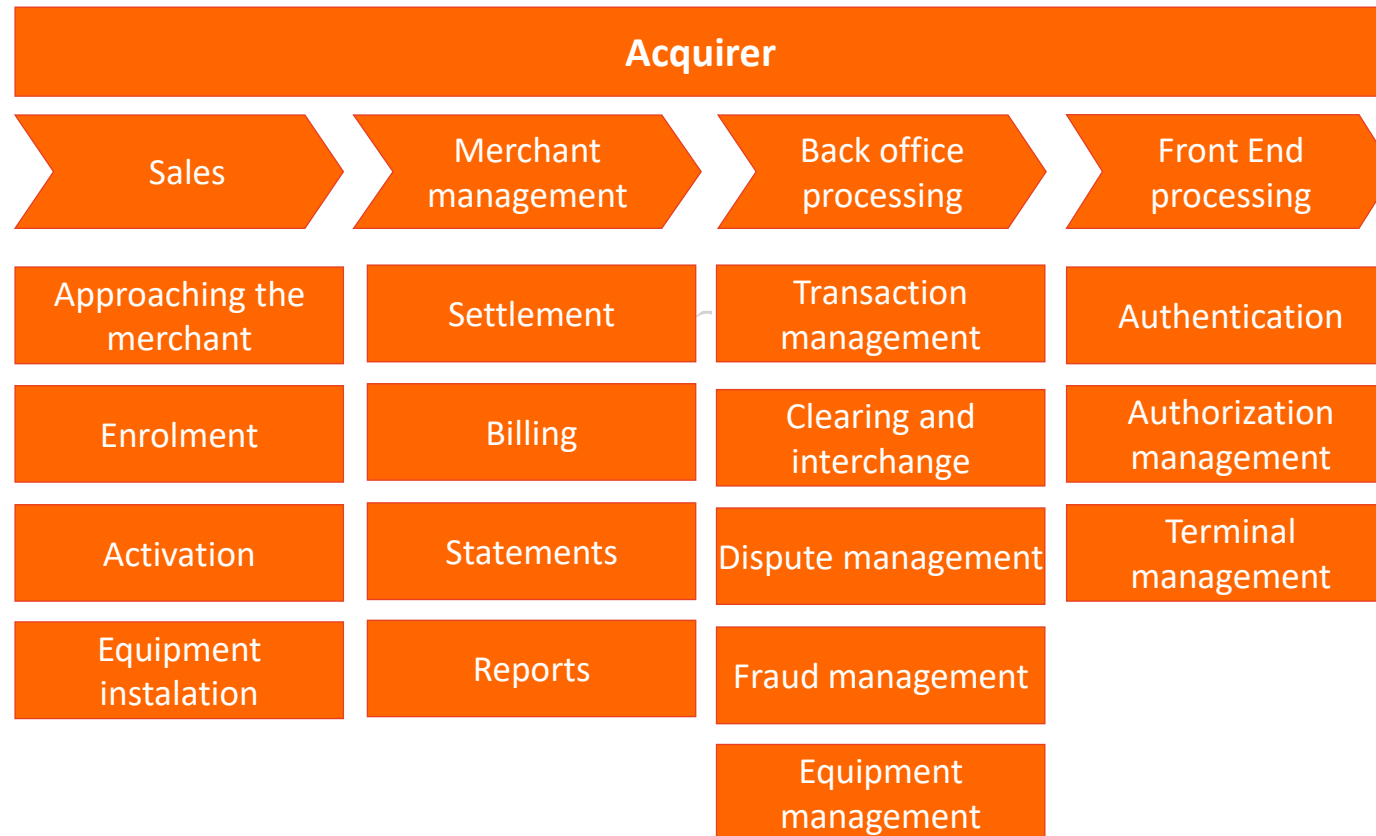 Acquirer
Sales
Merchant
management
Back office
processing
Front End
processing
Approaching the
merchant
Settlement
Transaction
management
Authentication
Enrolment
Billing
Clearing and
interchange
Authorization
management
Activation
Statements
Dispute management
Terminal
management
Equipment
instalation
Reports
Fraud management
Equipment
management